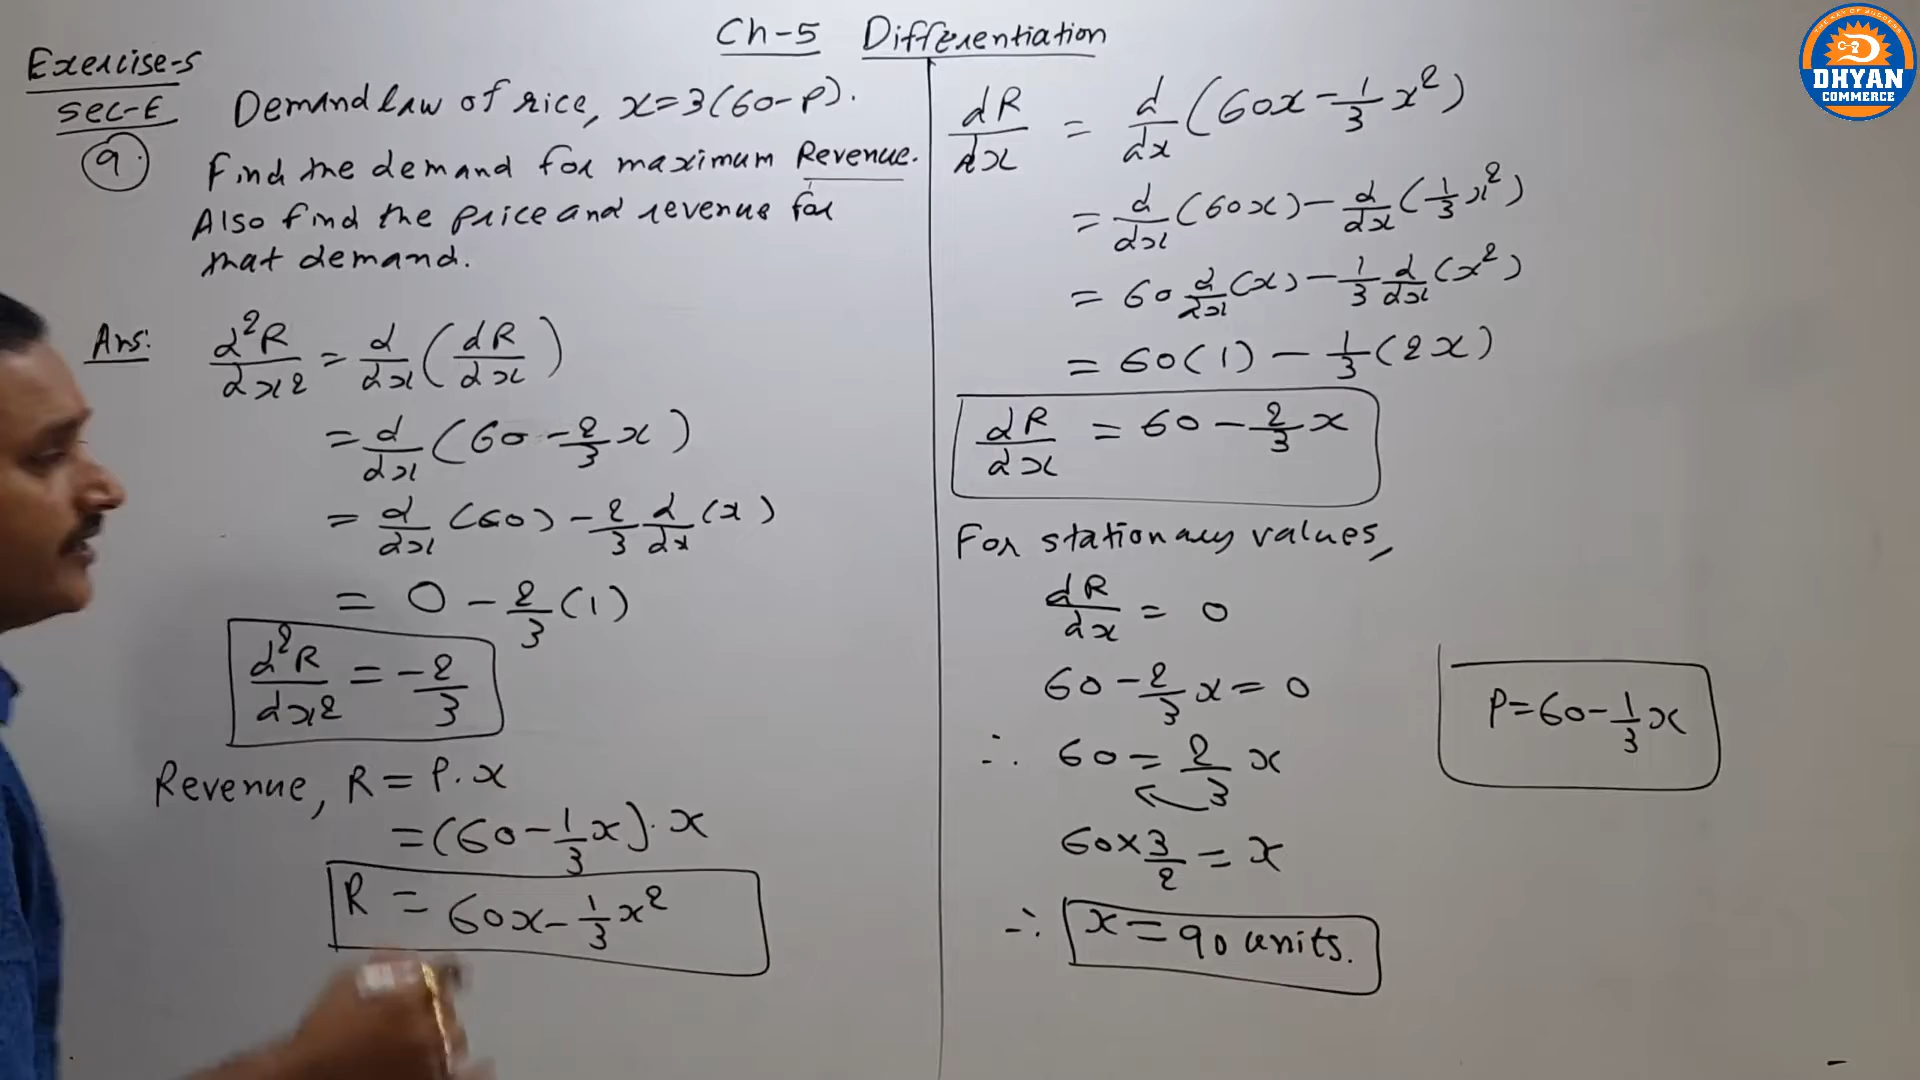 Ch-5 Differentiation
Exercise-5
Sec-E
9
Demand law of rice, x=3(60-P).
Find the demand for maximum Revenue.
Also find the price and revenue for
that demand.
Ans: d²R/dx² = d/dx (dR/dx)
= d/dx (60 - 2/3 x)
= d/dx (60) - 2/3 d/dx (x)
= 0 - 2/3 (1)
d²R/dx² = -2/3
Revenue, R = P.x
= (60 - 1/3 x).x
R = 60x - 1/3 x²
dR/dx = d/dx (60x - 1/3 x²)
= d/dx (60x) - d/dx (1/3 x²)
= 60 d/dx (x) - 1/3 d/dx (x²)
= 60(1) - 1/3 (2x)
dR/dx = 60 - 2/3 x
For stationary values,
dR/dx = 0
60 - 2/3 x = 0
∴ 60 = 2/3 x
60 × 3/2 = x
∴ x = 90 units.
P = 60 - 1/3 x
DHYAN
COMMERCE